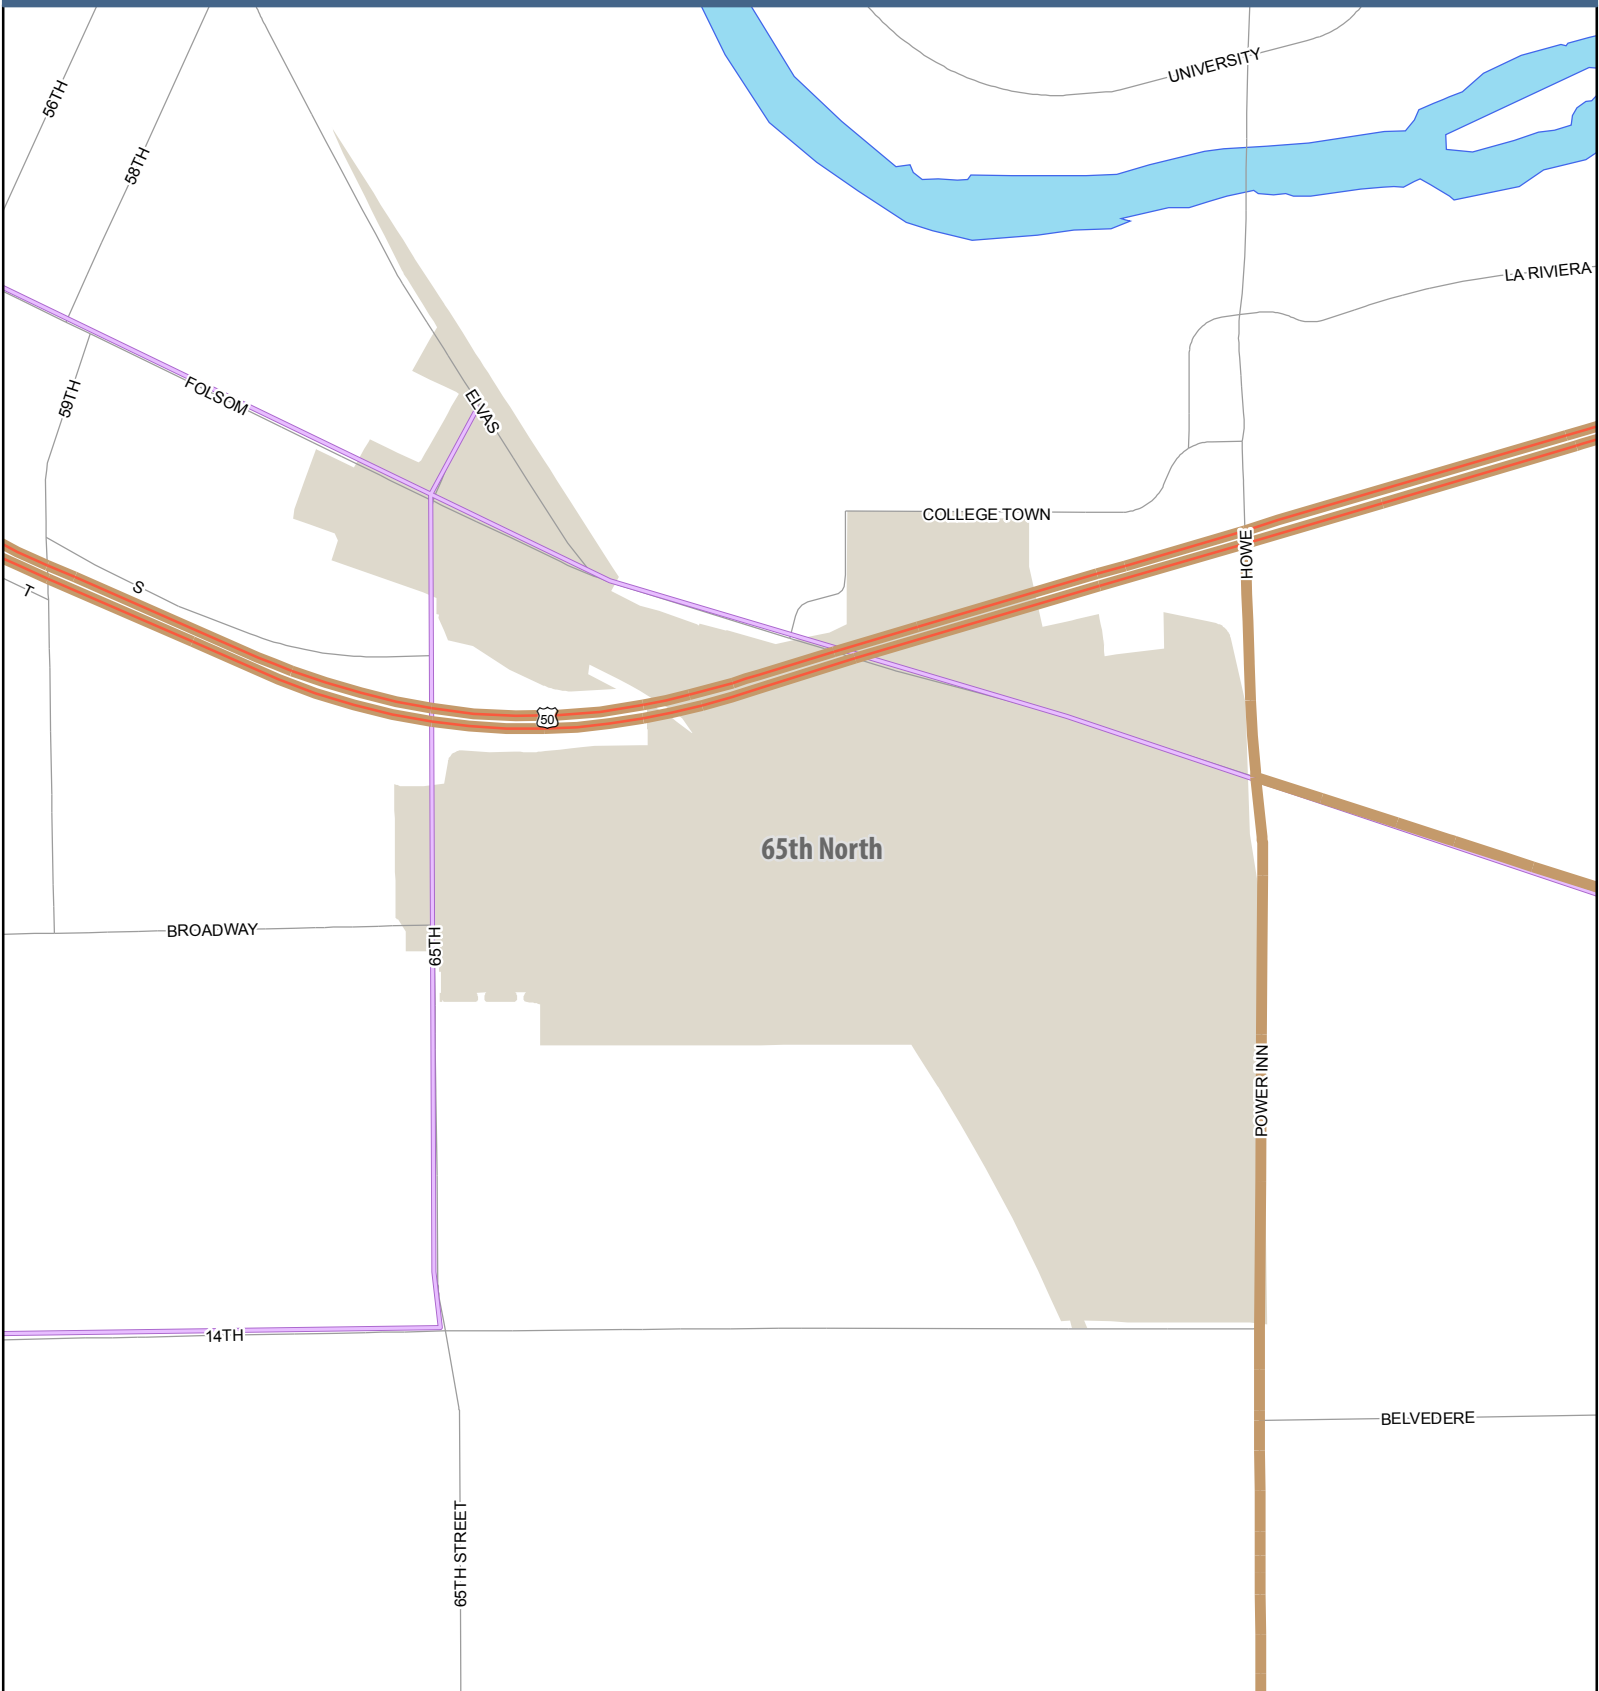 UNIVERSITY
56TH
58TH
LA RIVIERA
59TH
FOLSOM
ELVAS
COLLEGE TOWN
HOWE
S
T
50
65th North
BROADWAY
65TH
POWER INN
14TH
BELVEDERE
65TH STREET